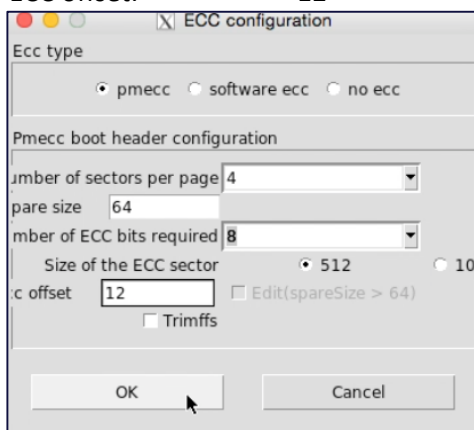 ECC configuration
Ecc type
pmecc software ecc no ecc
Pmecc boot header configuration
umber of sectors per page 4
pare size 64
mber of ECC bits required 8
Size of the ECC sector 512 10
c offset 12 Edit(spareSize > 64)
Trimffs
OK Cancel